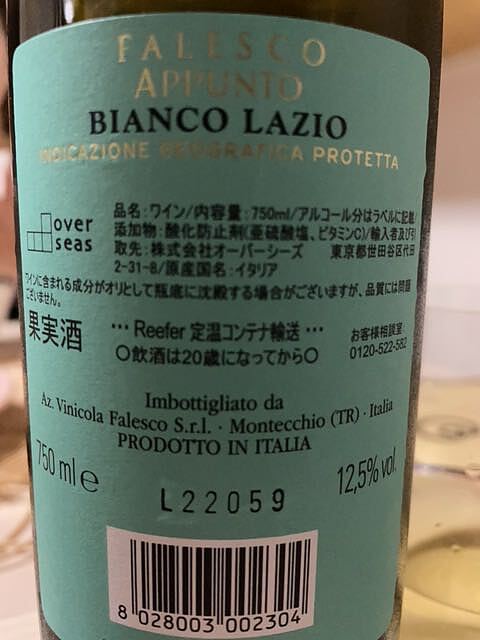 FALESCO
APPUNTO
BIANCO LAZIO
INDICAZIONE GEOGRAFICA PROTETTA
over
seas
品名:ワイン/内容量:750ml/アルコール分はラベルに記載/
添加物:酸化防止剤(亜硫酸塩、ビタミンC)/輸入者及び引
取先:株式会社オーバーシーズ 東京都世田谷区代田
2-31-8/原産国名:イタリア
ワインに含まれる成分がオリとして瓶底に沈殿する場合がございますが、品質には問題
ございません。
果実酒
… Reefer 定温コンテナ輸送 …
○飲酒は20歳になってから○
お客様相談室:
0120-522-582
Imbottigliato da
Az. Vinicola Falesco S.r.l. · Montecchio (TR) · Italia
PRODOTTO IN ITALIA
750 ml e
12,5% vol.
L22059
8 028003 002304